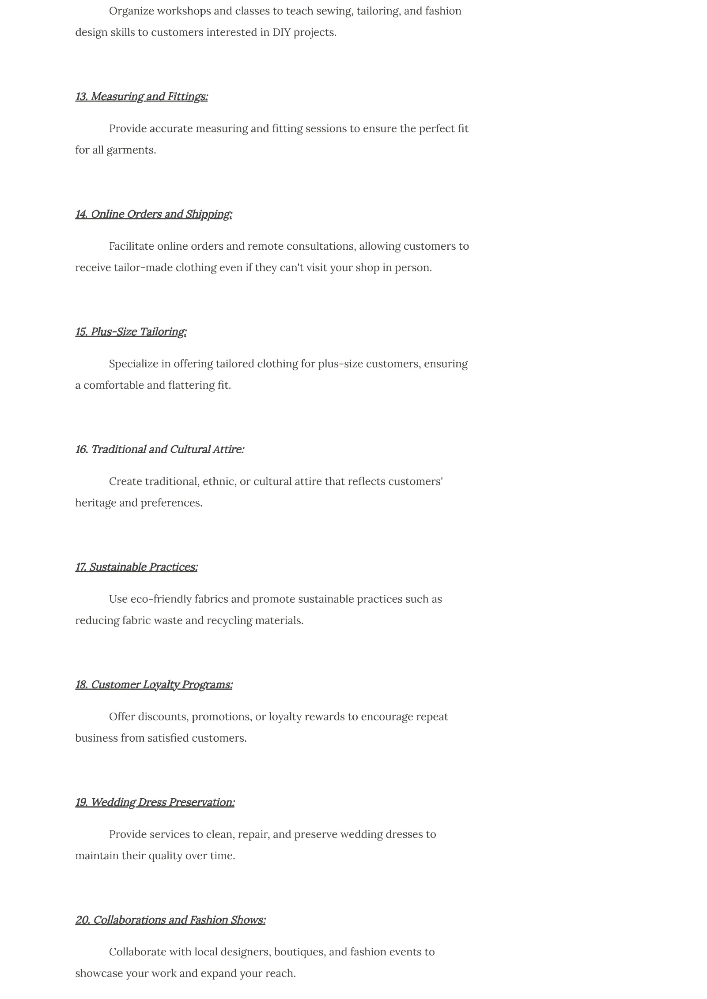 Organize workshops and classes to teach sewing, tailoring, and fashion
design skills to customers interested in DIY projects.
13. Measuring and Fittings:
Provide accurate measuring and fitting sessions to ensure the perfect fit
for all garments.
14. Online Orders and Shipping:
Facilitate online orders and remote consultations, allowing customers to
receive tailor-made clothing even if they can't visit your shop in person.
15. Plus-Size Tailoring:
Specialize in offering tailored clothing for plus-size customers, ensuring
a comfortable and flattering fit.
16. Traditional and Cultural Attire:
Create traditional, ethnic, or cultural attire that reflects customers'
heritage and preferences.
17. Sustainable Practices:
Use eco-friendly fabrics and promote sustainable practices such as
reducing fabric waste and recycling materials.
18. Customer Loyalty Programs:
Offer discounts, promotions, or loyalty rewards to encourage repeat
business from satisfied customers.
19. Wedding Dress Preservation:
Provide services to clean, repair, and preserve wedding dresses to
maintain their quality over time.
20. Collaborations and Fashion Shows:
Collaborate with local designers, boutiques, and fashion events to
showcase your work and expand your reach.